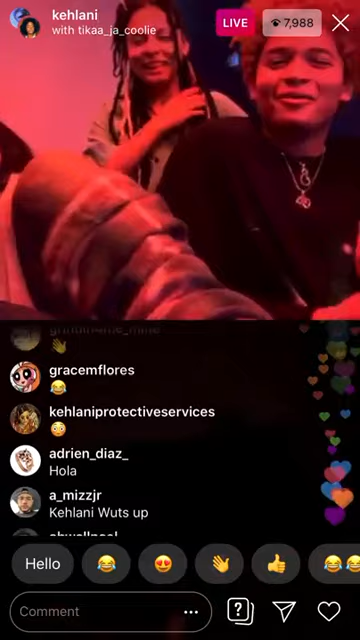 kehlani
with tikaa_ja_coolie
LIVE
7,988
gracemflores
kehlaniprotectiveservices
adrien_diaz_
Hola
a_mizzjr
Kehlani Wuts up
Hello
Comment